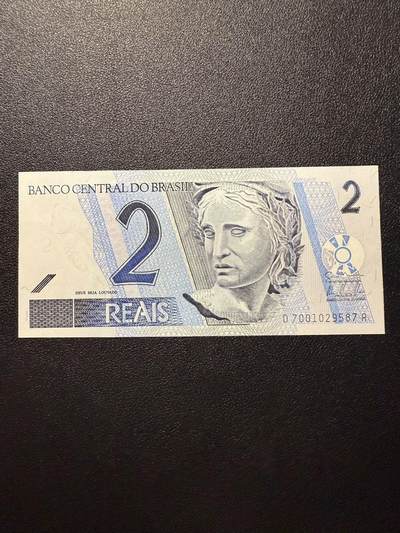 BANCO CENTRAL DO BRASIL
2
2
DEUS SEJA LOUVADO
REAIS
D 7001029587 R